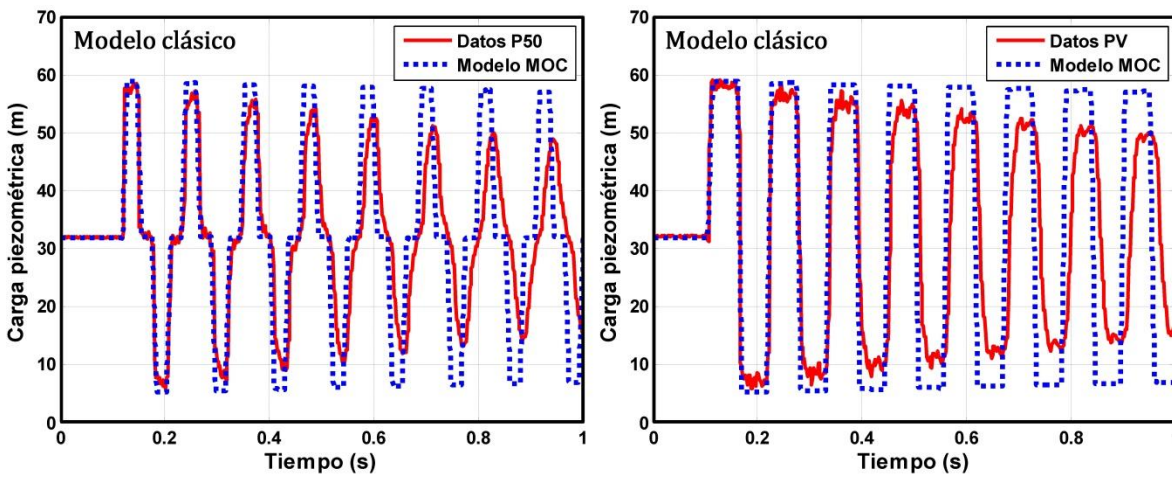 Modelo clásico
Datos P50
Modelo MOC
Carga piezométrica (m)
70
60
50
40
30
20
10
0
0
0.2
0.4
0.6
0.8
1
Tiempo (s)
Modelo clásico
Datos PV
Modelo MOC
Carga piezométrica (m)
70
60
50
40
30
20
10
0
0
0.2
0.4
0.6
0.8
Tiempo (s)